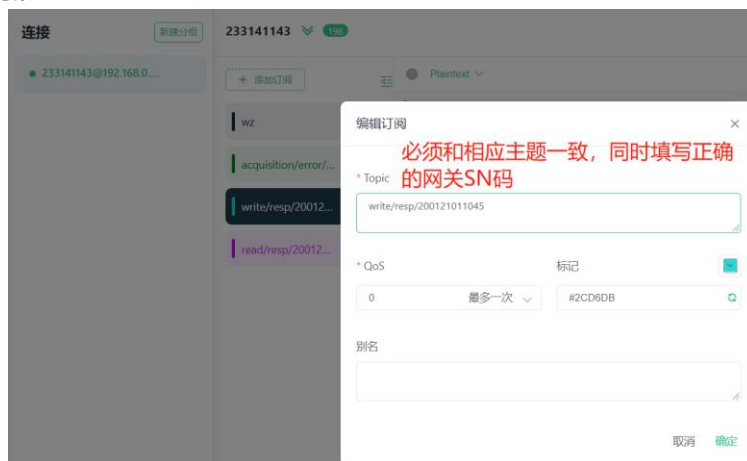 连接
新建分组
233141143
198
233141143@192.168.0....
+ 添加订阅
Plaintext
wz
编辑订阅
必须和相应主题一致，同时填写正确
的网关SN码
acquisition/error/...
* Topic
write/resp/200121011045
write/resp/20012...
read/resp/20012...
* QoS
标记
0
最多一次
#2CD6DB
别名
取消
确定